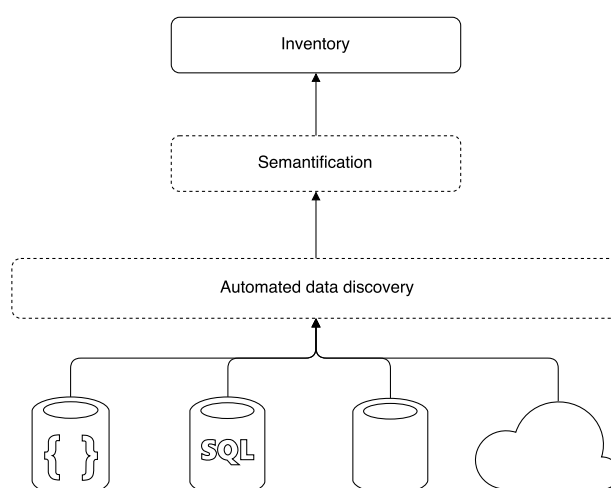 Inventory
Semantification
Automated data discovery
{ } SQL